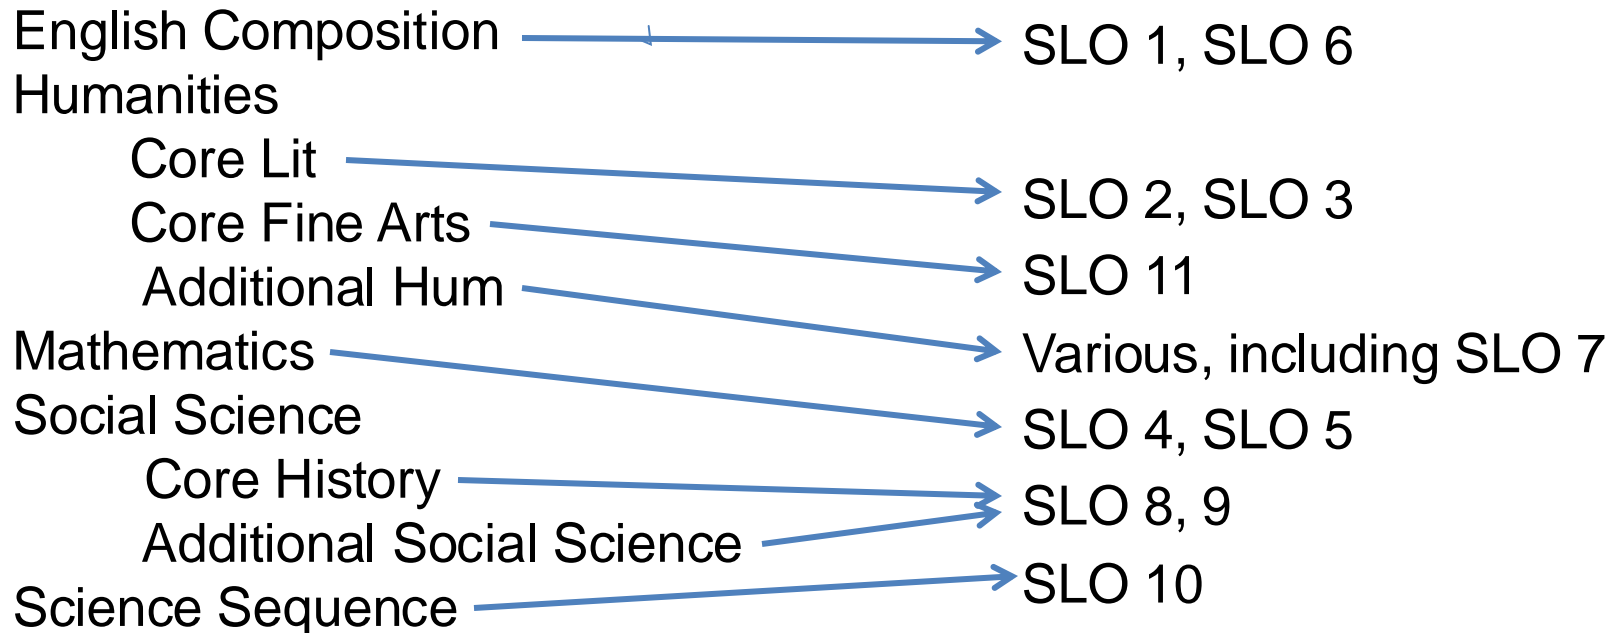 English Composition
SLO 1, SLO 6
Humanities
Core Lit
SLO 2, SLO 3
Core Fine Arts
SLO 11
Additional Hum
Various, including SLO 7
Mathematics
SLO 4, SLO 5
Social Science
Core History
SLO 8, 9
Additional Social Science
SLO 10
Science Sequence